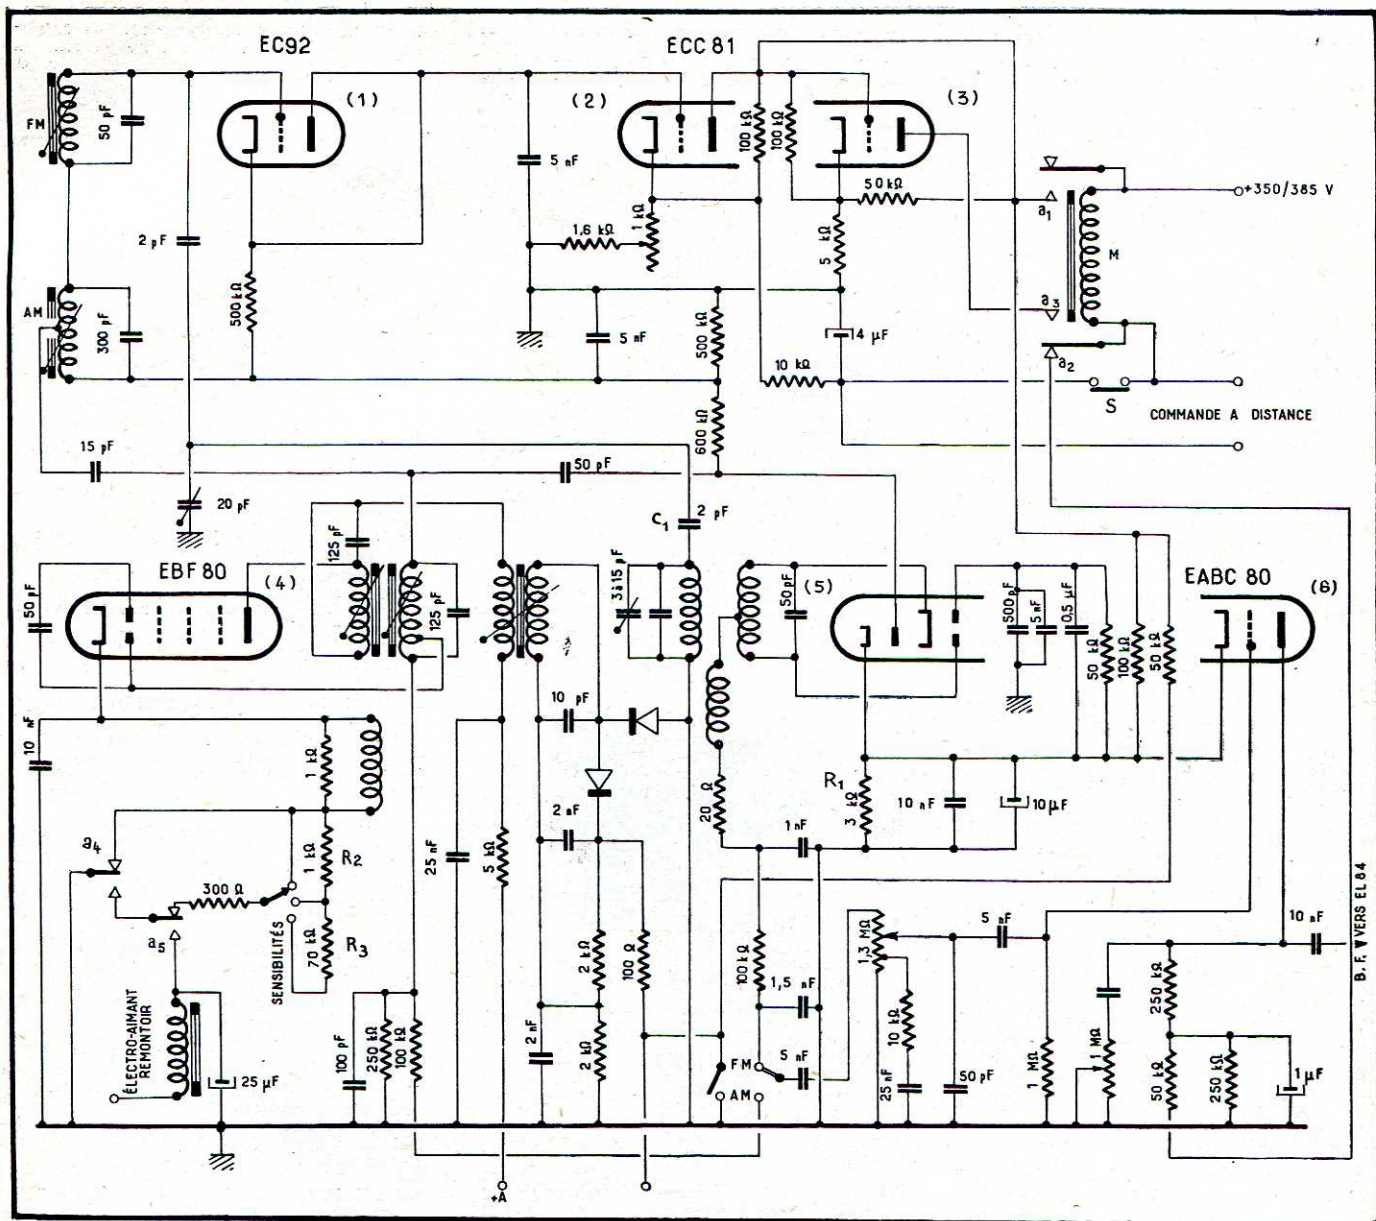 EC92
ECC 81
(1)
(2)
(3)
FM
50 pF
100 kΩ
100 kΩ
5 nF
50 kΩ
+350/385 V
a1
2 pF
1,6 kΩ
1 kΩ
5 kΩ
M
AM
300 pF
500 kΩ
a3
5 nF
500 kΩ
4 µF
10 kΩ
a2
S
COMMANDE A DISTANCE
600 kΩ
15 pF
50 pF
20 pF
C1
2 pF
125 pF
EBF 80
(4)
50 pF
125 pF
3 à 15 pF
50 pF
(5)
500 pF
5 nF
0,5 µF
EABC 80
(6)
50 kΩ
100 kΩ
50 kΩ
10 nF
10 pF
1 kΩ
R1
3 kΩ
10 nF
10 µF
20 Ω
2 nF
1 nF
a4
1 kΩ
R2
25 nF
5 kΩ
300 Ω
a5
SENSIBILITÉS
70 kΩ
R3
2 kΩ
100 Ω
100 kΩ
1,5 nF
1,3 MΩ
5 nF
10 nF
B.F. VERS EL 84
250 kΩ
10 kΩ
ÉLECTRO-AIMANT
REMONTOIR
25 µF
100 pF
250 kΩ
100 kΩ
2 nF
2 kΩ
FM
AM
5 nF
25 nF
50 pF
1 MΩ
1 MΩ
50 kΩ
250 kΩ
1 µF
+A